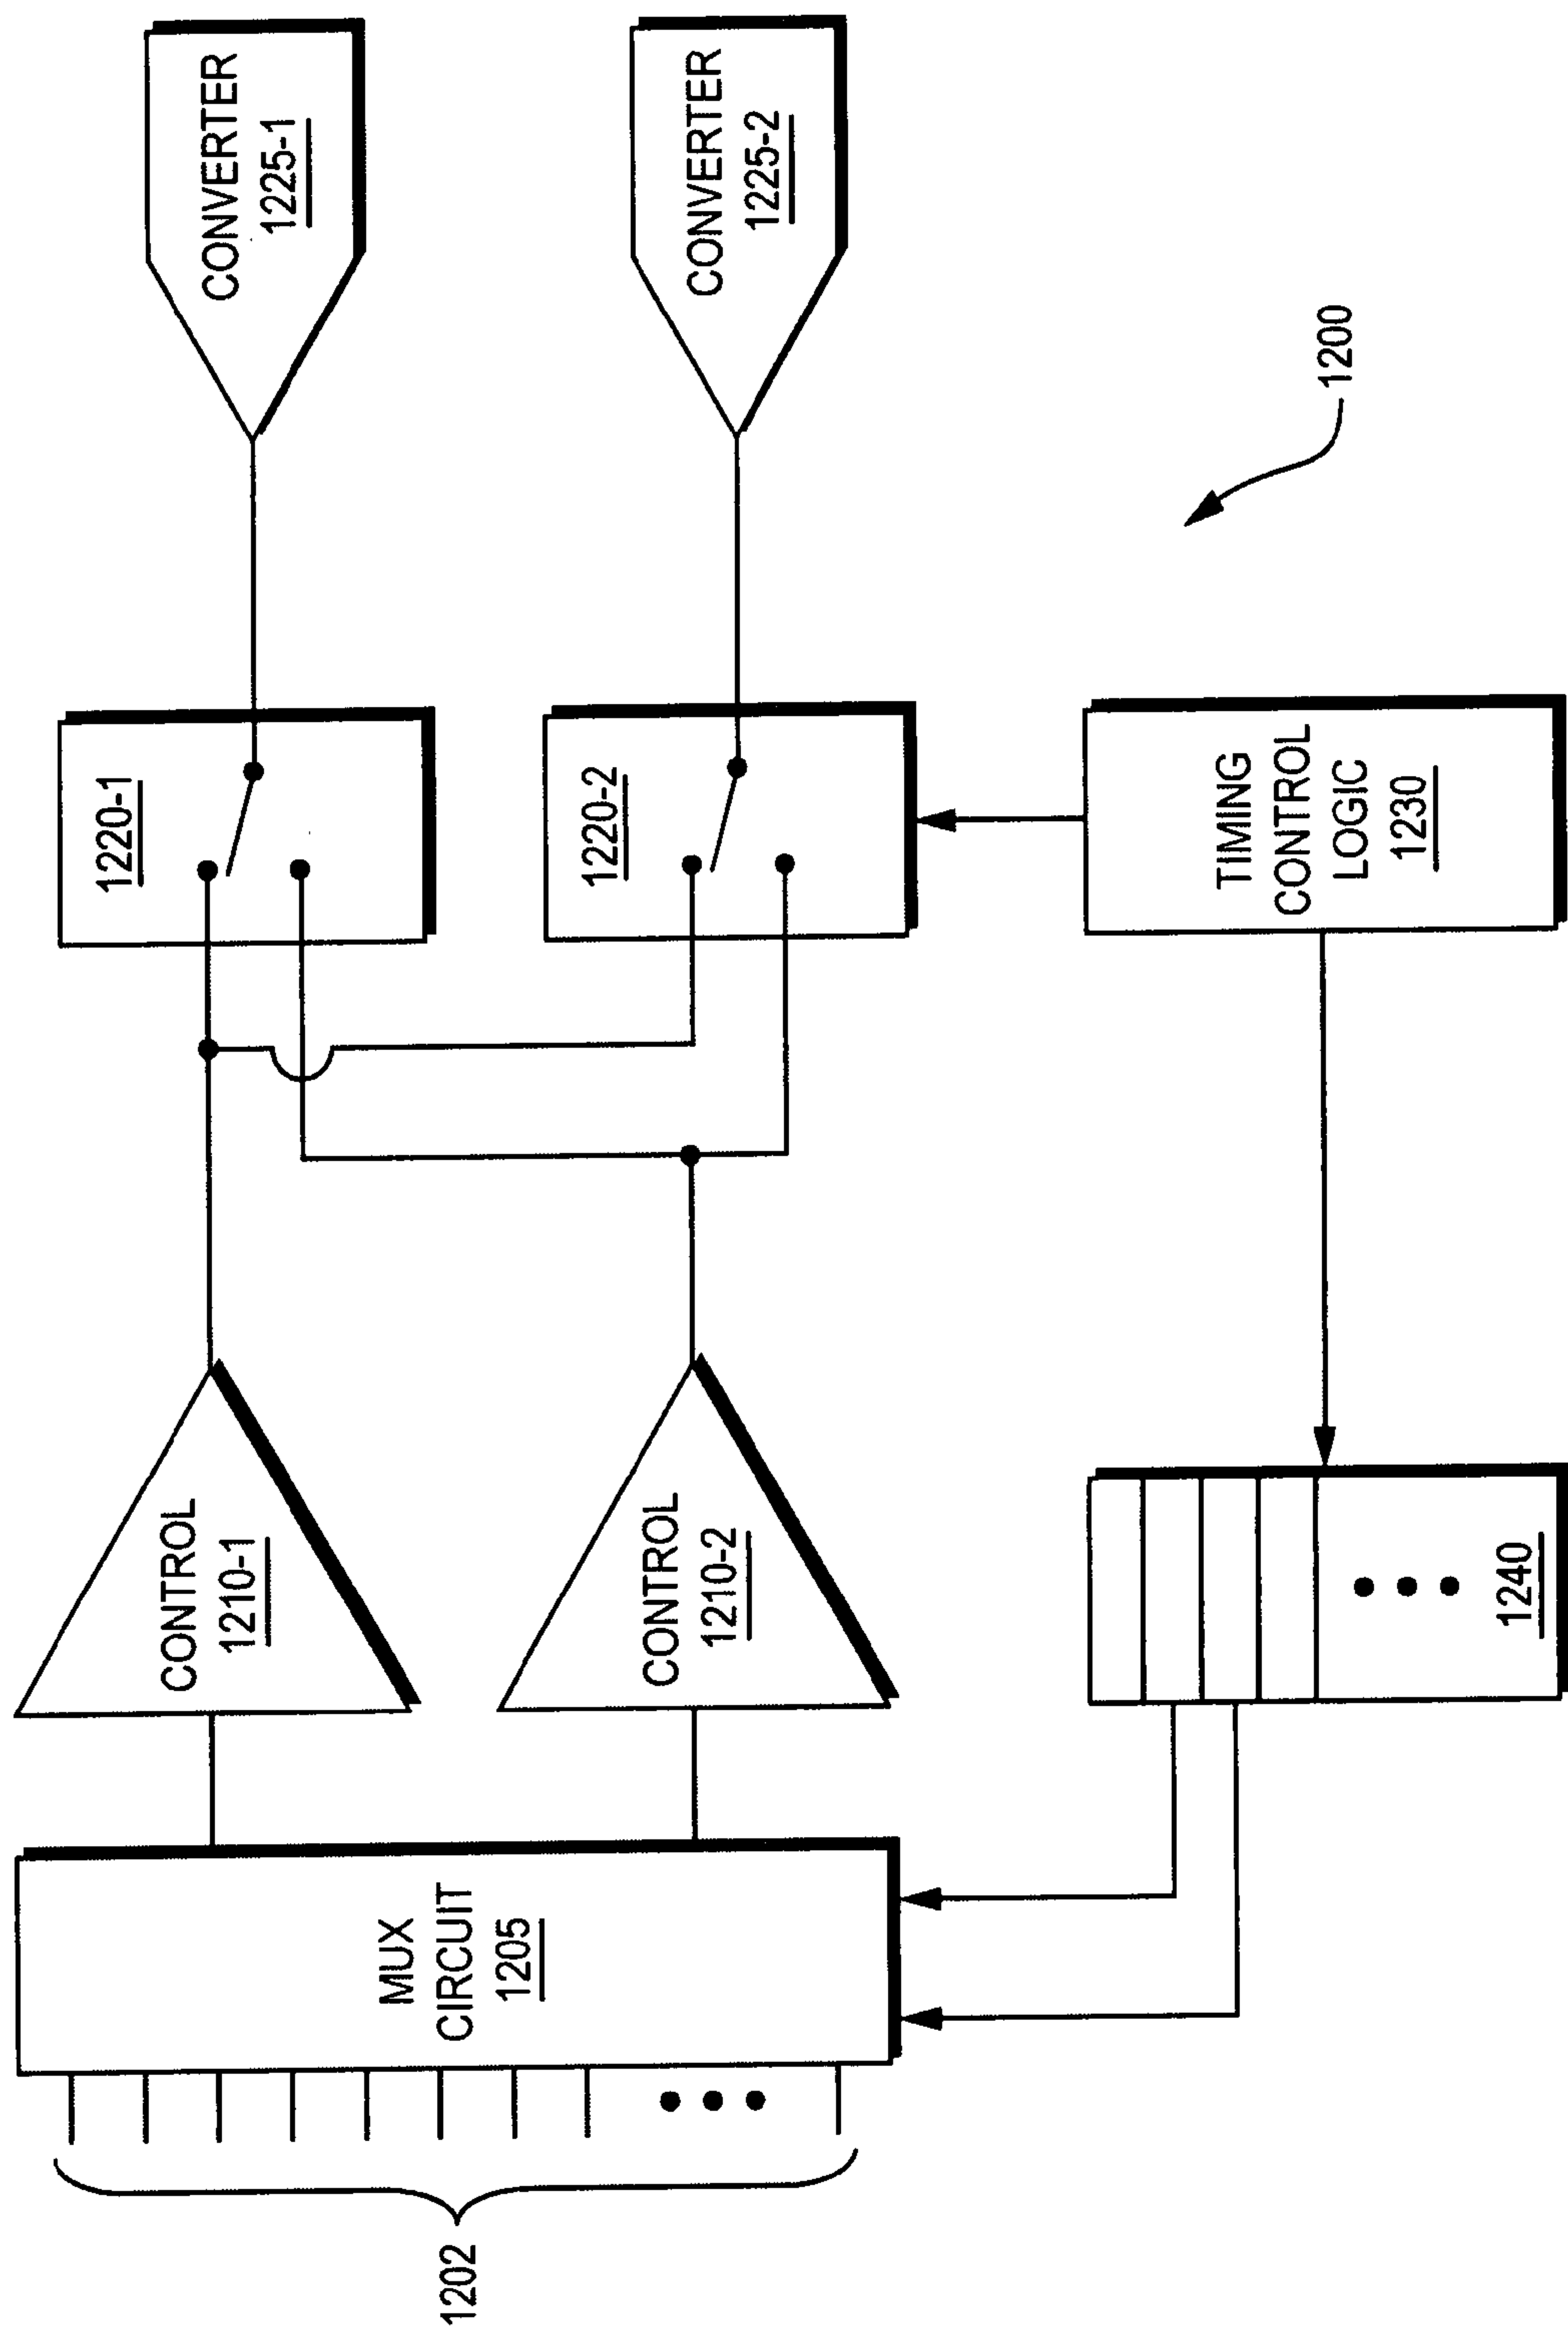 1202
MUX
CIRCUIT
1205
CONTROL
1210-1
CONTROL
1210-2
1220-1
1220-2
CONVERTER
1225-1
CONVERTER
1225-2
1240
TIMING
CONTROL
LOGIC
1230
1200